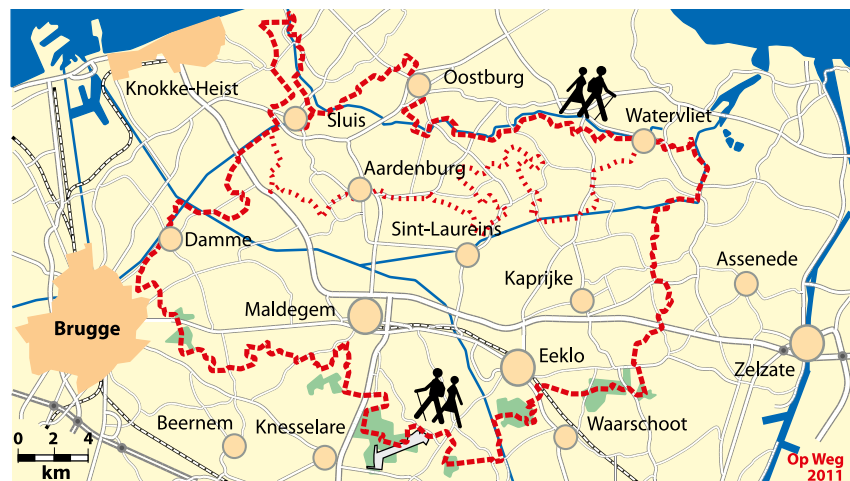 Oostburg
Knokke-Heist
Sluis
Watervliet
Aardenburg
Sint-Laureins
Damme
Assenede
Kaprijke
Maldegem
Brugge
Eeklo
Zelzate
Beernem
Knesselare
Waarschoot
0 2 4
km
Op Weg
2011